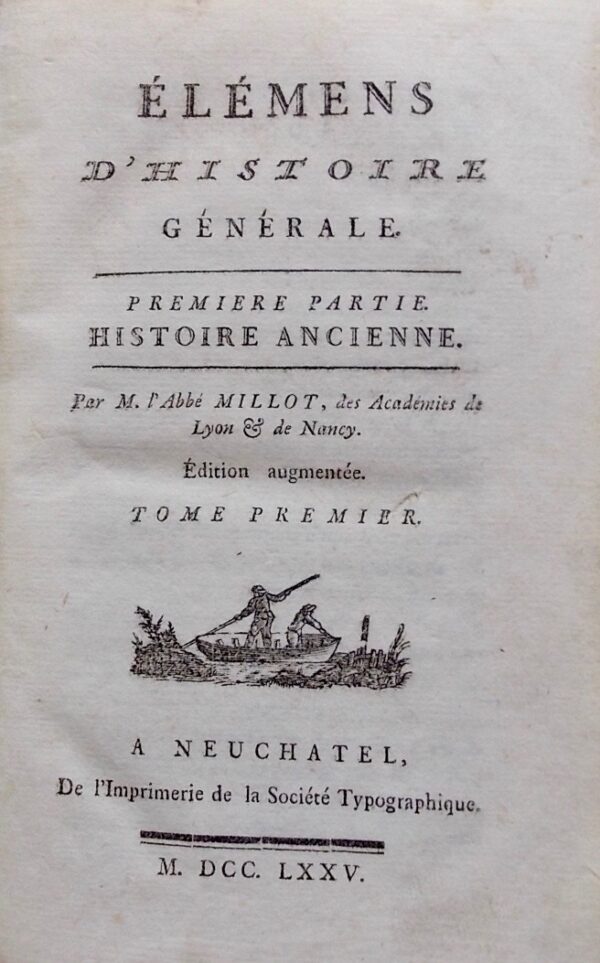 ÉLÉMENS
D'HISTOIRE
GÉNÉRALE.
PREMIERE PARTIE.
HISTOIRE ANCIENNE.
Par M. l'Abbé MILLOT, des Académies de
Lyon & de Nancy.
Édition augmentée.
TOME PREMIER.
A NEUCHATEL,
De l'Imprimerie de la Société Typographique.
M. DCC. LXXV.